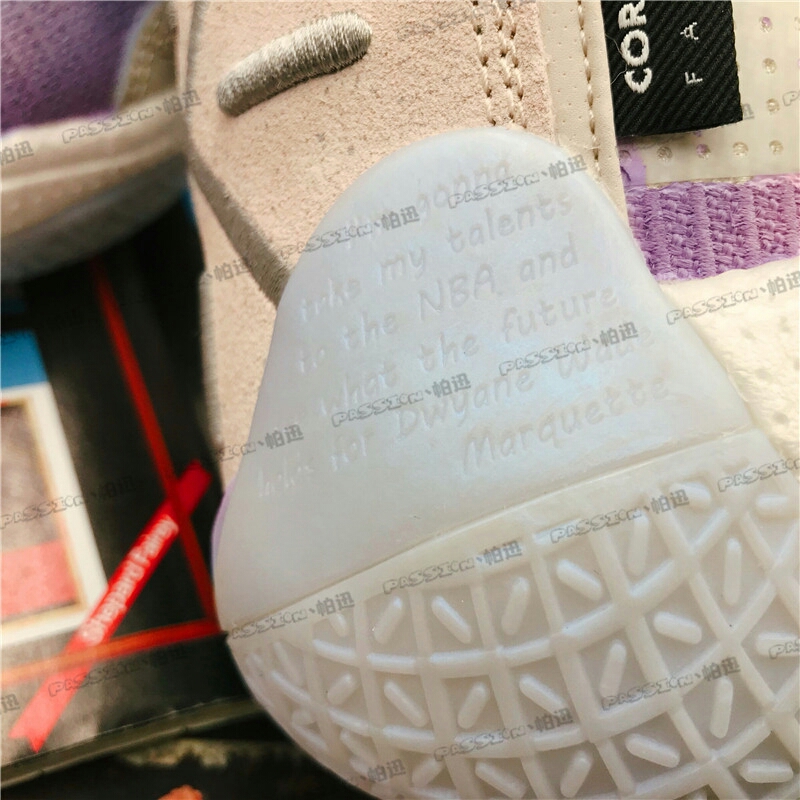 COR
FA
gonna
take my talents
to the NBA and
what the future
for Dwyane Wade
Marquette
Shepard Fairey
PASSION、帕迅